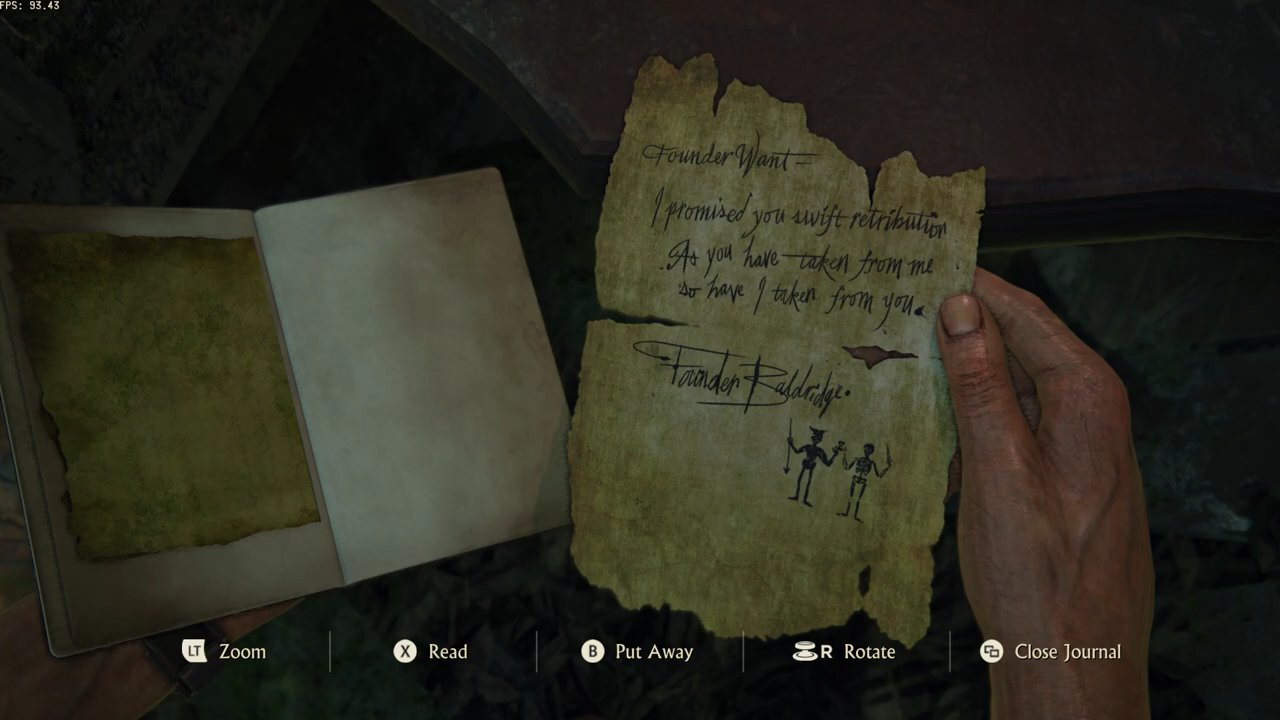 FPS: 93.43
Founder Want =
I promised you swift retribution
As you have taken from me
so have I taken from you.
Founder Baldridge.
LT Zoom
X Read
B Put Away
R Rotate
Close Journal